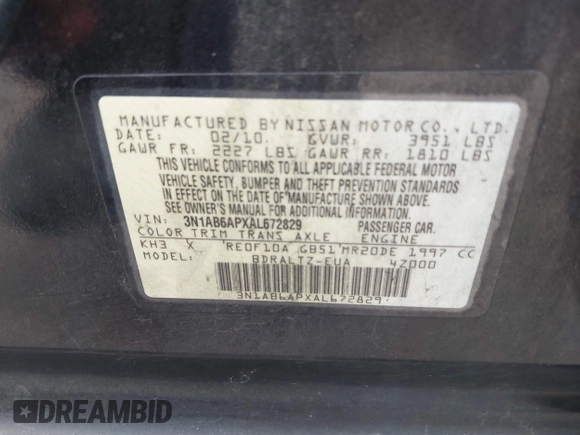 MANUFACTURED BY NISSAN MOTOR CO., LTD.
DATE: 02/10. GVWR: 3951 LBS
GAWR FR: 2227 LBS GAWR RR: 1810 LBS
THIS VEHICLE CONFORMS TO ALL APPLICABLE FEDERAL MOTOR
VEHICLE SAFETY, BUMPER AND THEFT PREVENTION STANDARDS
IN EFFECT ON THE DATE OF MANUFACTURE SHOWN ABOVE.
SEE OWNER'S MANUAL FOR ADDITIONAL INFORMATION.
VIN: 3N1AB6APXAL672829 PASSENGER CAR.
COLOR TRIM TRANS AXLE ENGINE
KH3 X RE0F10A GB51 MR20DE 1997 CC
BDRALTZ-EUA 4Z000
3N1AB6APXAL672829
DREAMBID